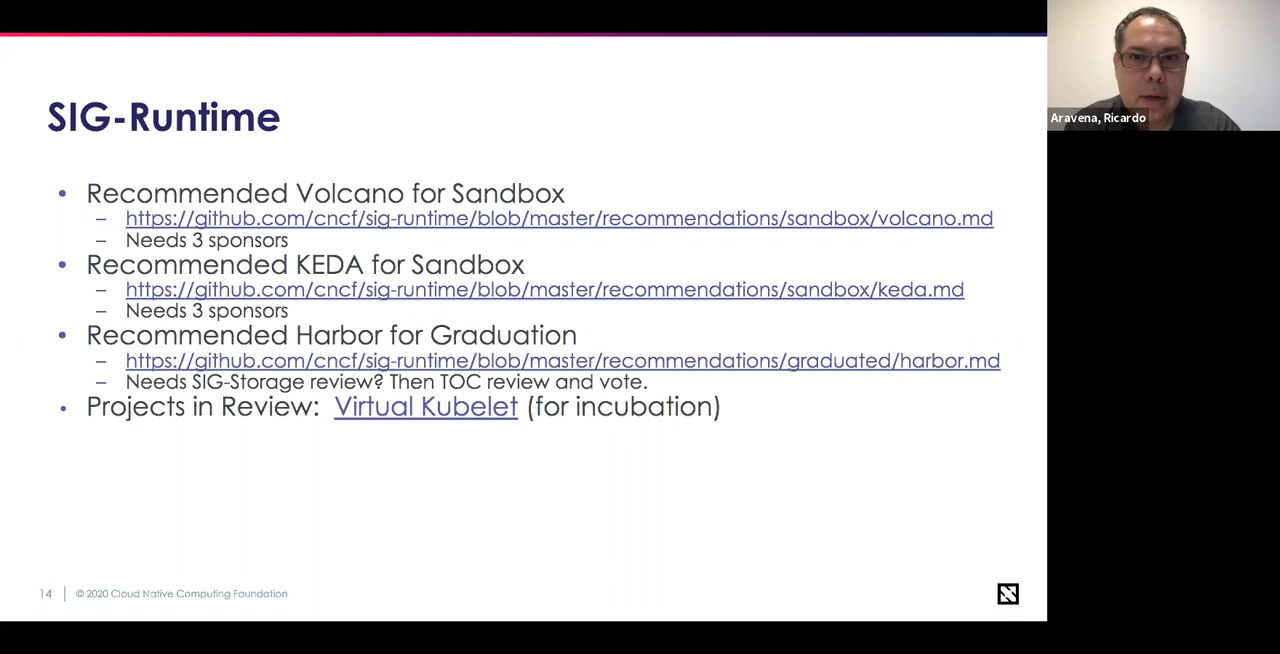 SIG-Runtime
• Recommended Volcano for Sandbox
– https://github.com/cncf/sig-runtime/blob/master/recommendations/sandbox/volcano.md
– Needs 3 sponsors
• Recommended KEDA for Sandbox
– https://github.com/cncf/sig-runtime/blob/master/recommendations/sandbox/keda.md
– Needs 3 sponsors
• Recommended Harbor for Graduation
– https://github.com/cncf/sig-runtime/blob/master/recommendations/graduated/harbor.md
– Needs SIG-Storage review? Then TOC review and vote.
• Projects in Review: Virtual Kubelet (for incubation)
14 | © 2020 Cloud Native Computing Foundation
Aravena, Ricardo